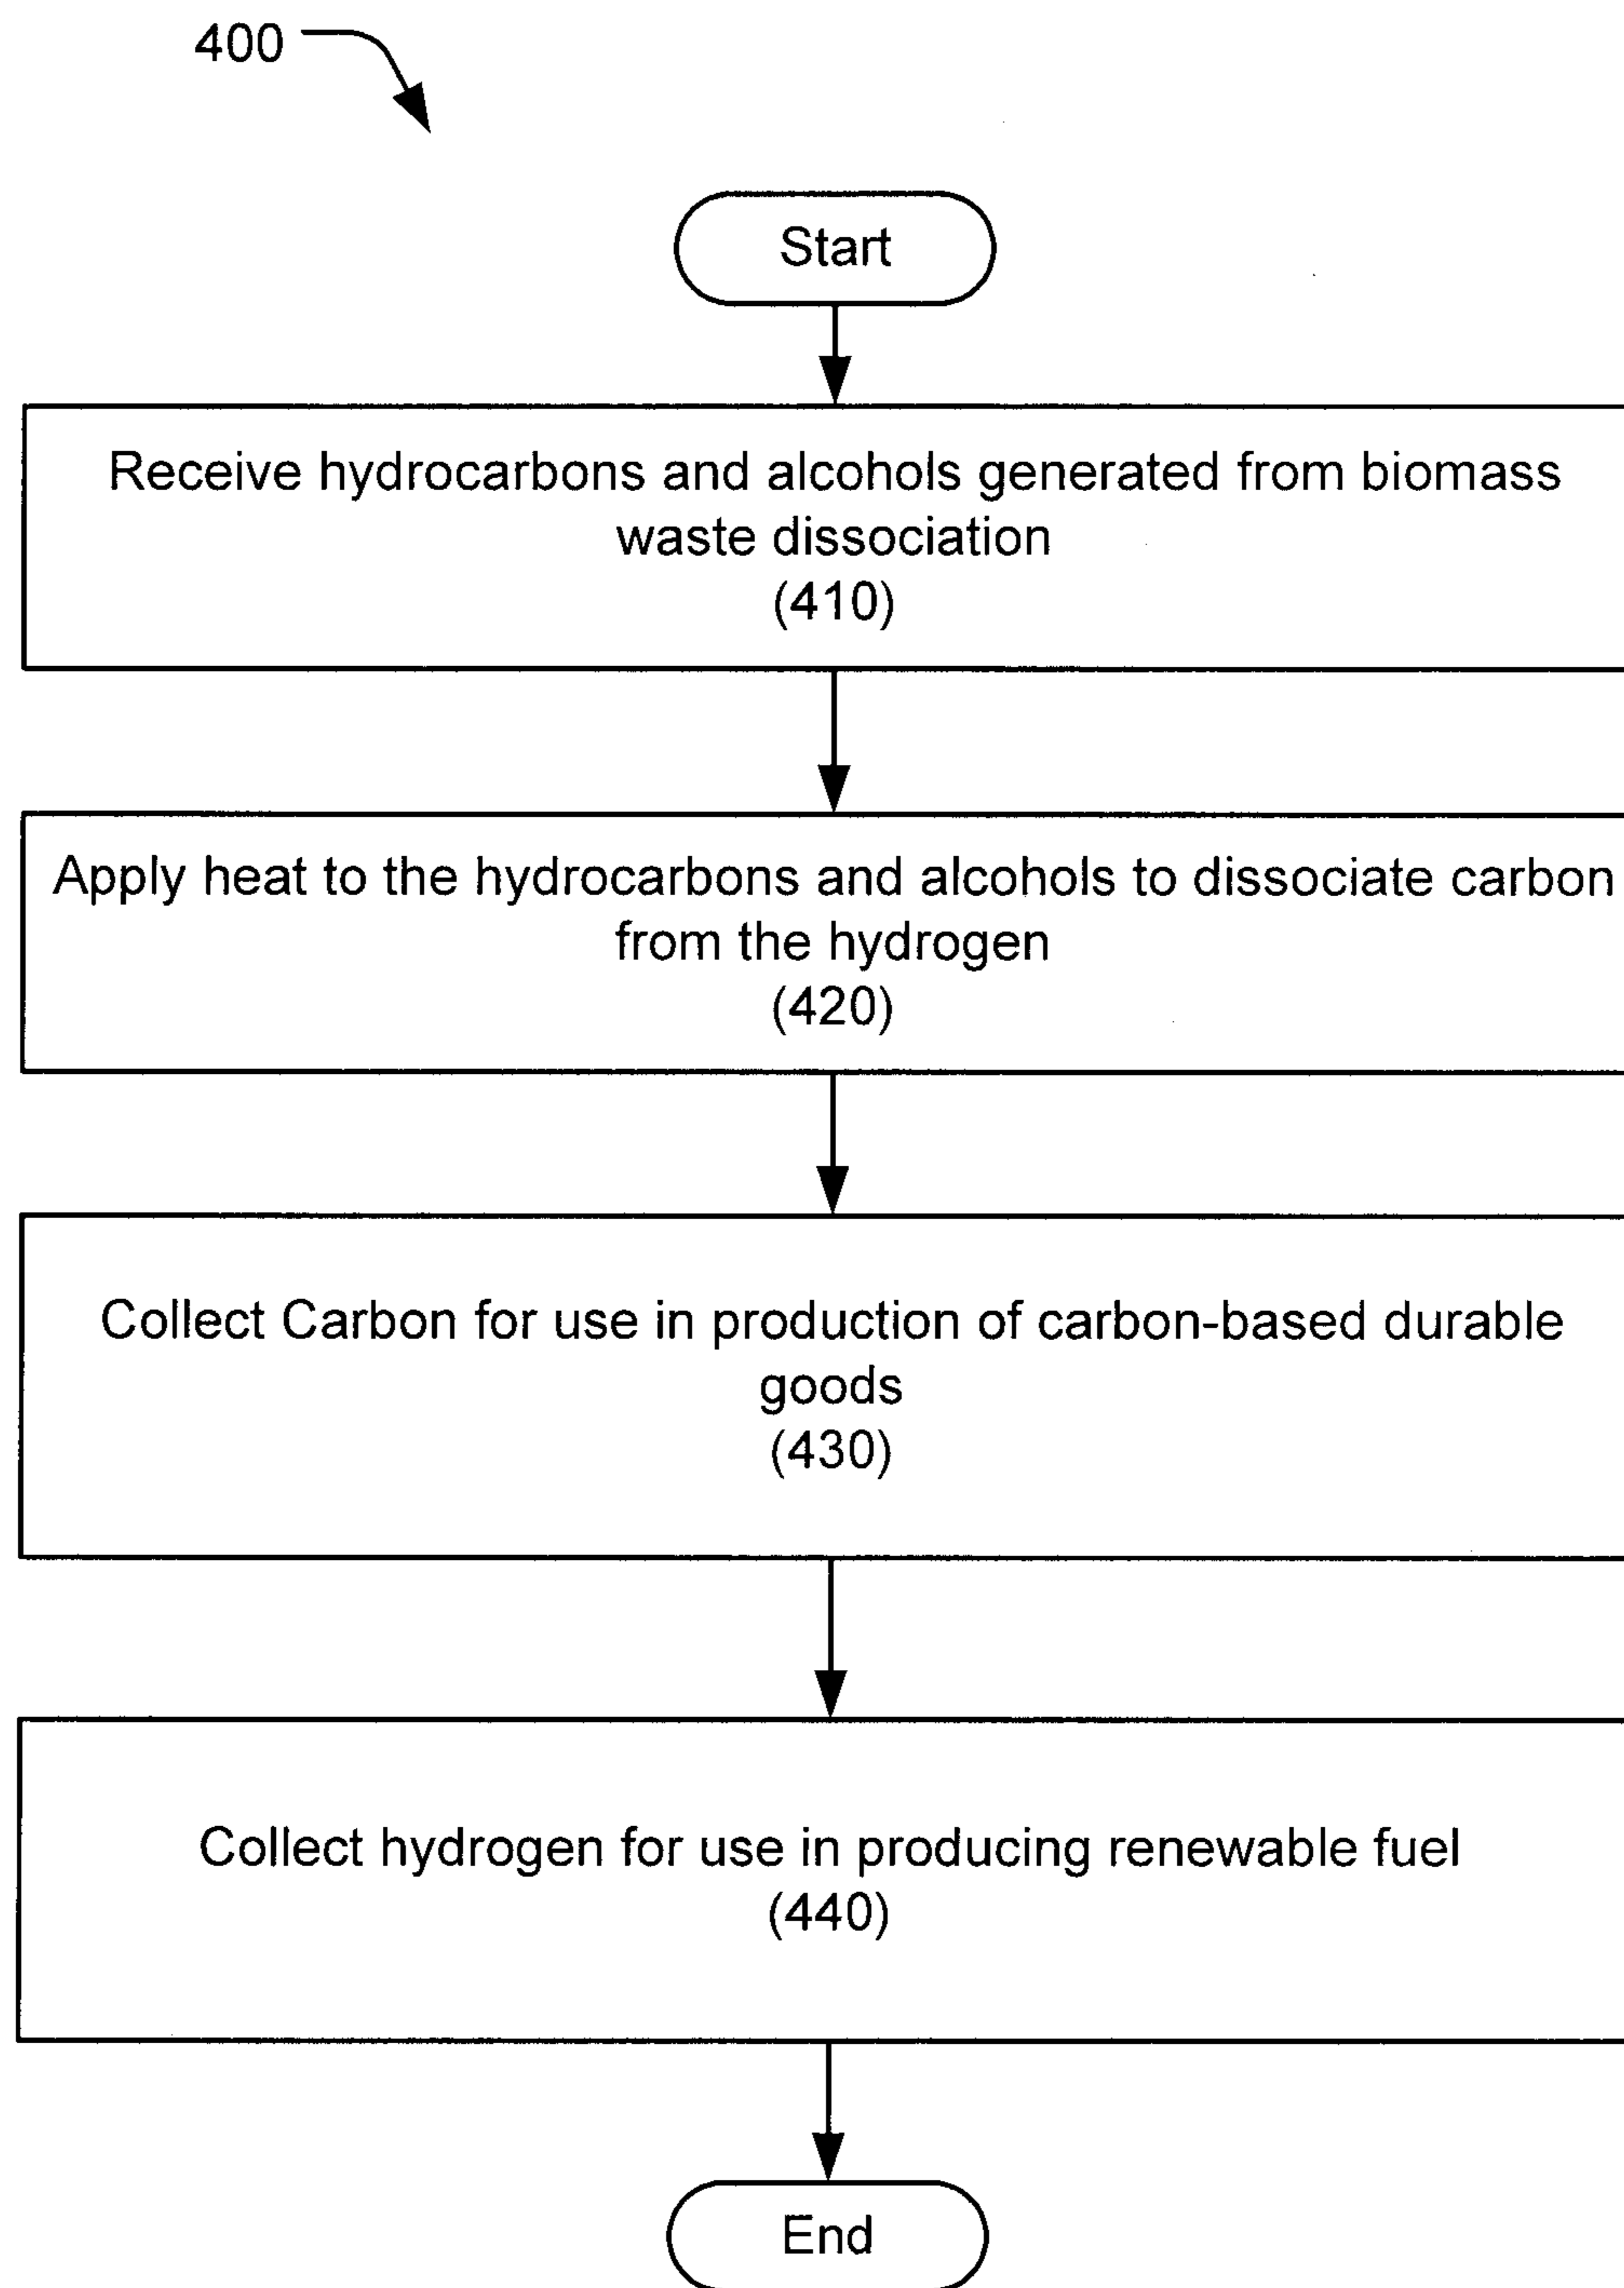 400
Start
Receive hydrocarbons and alcohols generated from biomass
waste dissociation
(410)
Apply heat to the hydrocarbons and alcohols to dissociate carbon
from the hydrogen
(420)
Collect Carbon for use in production of carbon-based durable
goods
(430)
Collect hydrogen for use in producing renewable fuel
(440)
End